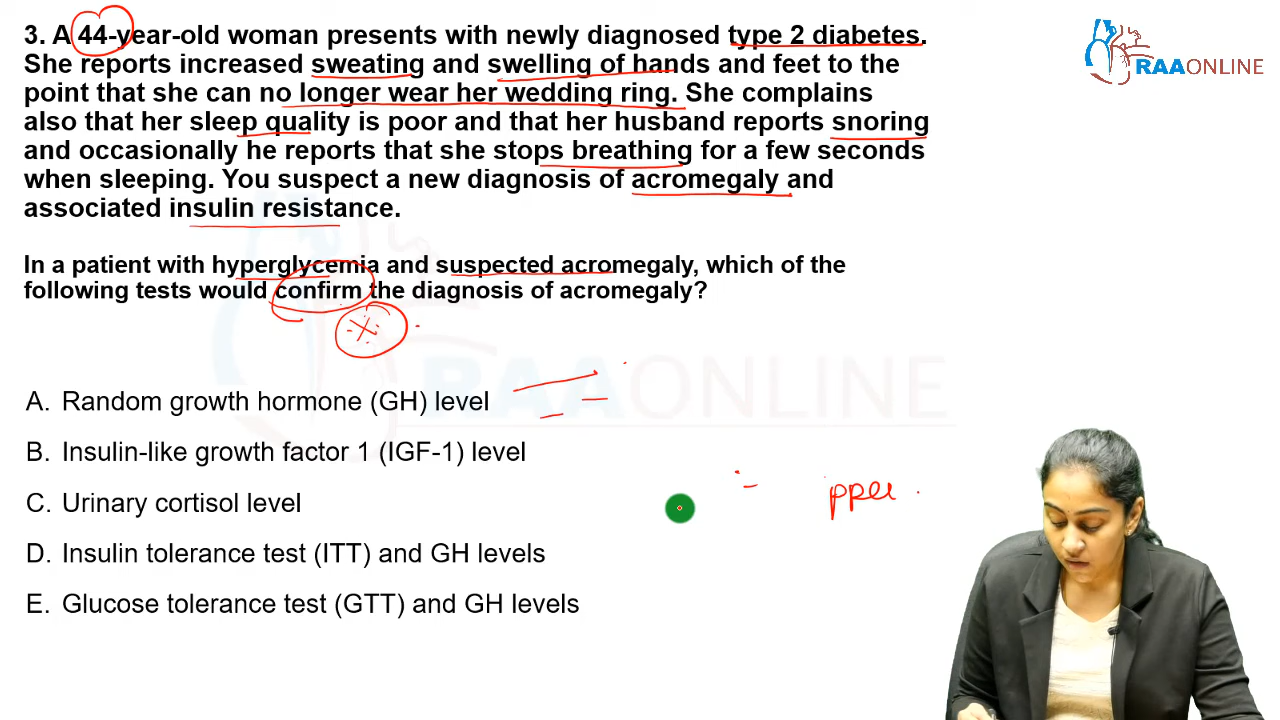 3. A 44-year-old woman presents with newly diagnosed type 2 diabetes.
She reports increased sweating and swelling of hands and feet to the
point that she can no longer wear her wedding ring. She complains
also that her sleep quality is poor and that her husband reports snoring
and occasionally he reports that she stops breathing for a few seconds
when sleeping. You suspect a new diagnosis of acromegaly and
associated insulin resistance.
In a patient with hyperglycemia and suspected acromegaly, which of the
following tests would confirm the diagnosis of acromegaly?
A. Random growth hormone (GH) level
B. Insulin-like growth factor 1 (IGF-1) level
C. Urinary cortisol level
D. Insulin tolerance test (ITT) and GH levels
E. Glucose tolerance test (GTT) and GH levels
RAAONLINE
RAAONLINE